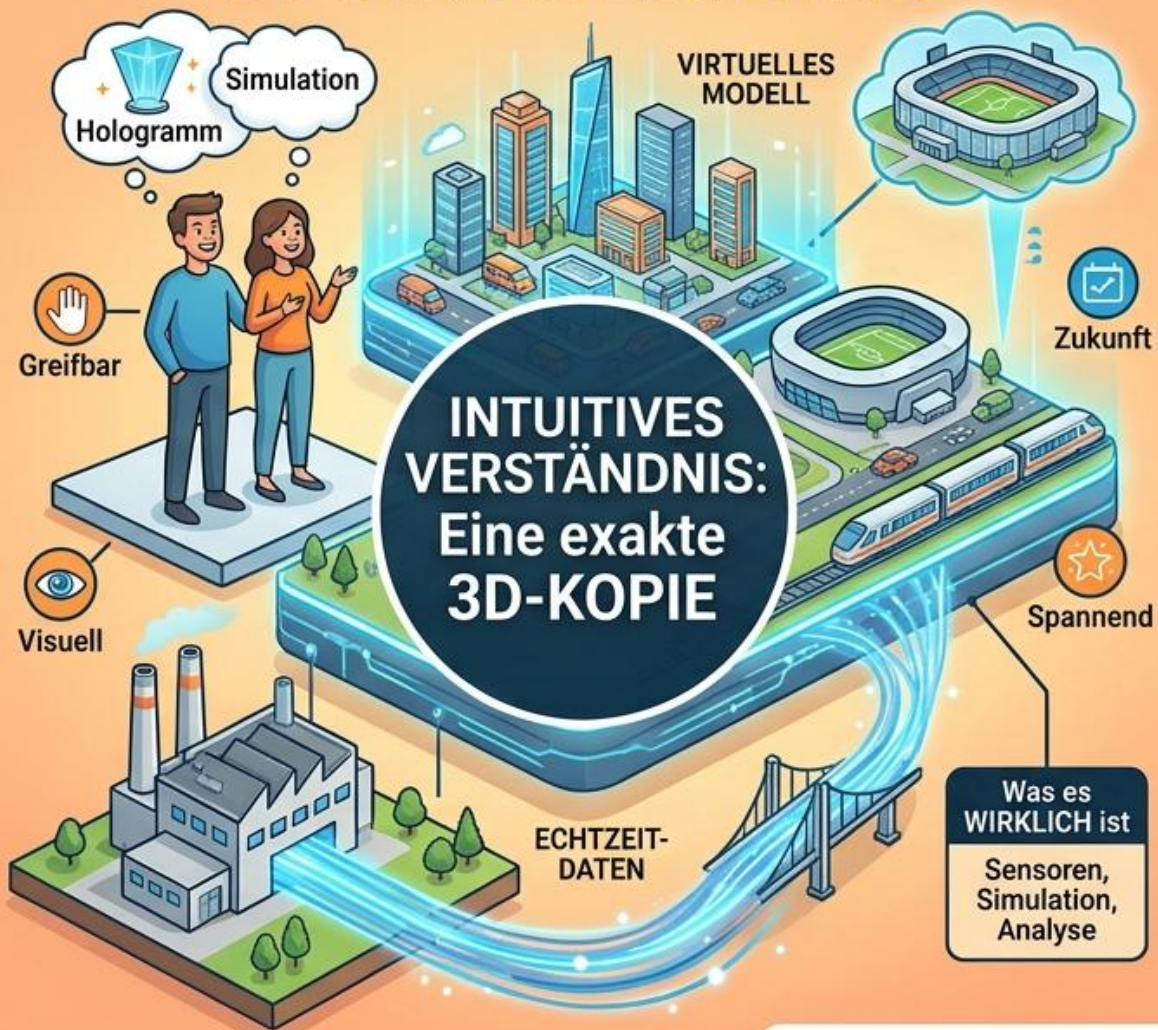 Hologramm
Simulation
VIRTUELLES
MODELL
Greifbar
Zukunft
INTUITIVES
VERSTÄNDNIS:
Eine exakte
3D-KOPIE
Visuell
Spannend
ECHTZEIT-
DATEN
Was es
WIRKLICH ist
Sensoren,
Simulation,
Analyse